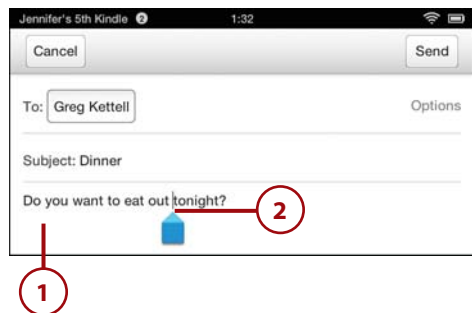 Jennifer's 5th Kindle 2 1:32
Cancel Send
To: Greg Kettell Options
Subject: Dinner
Do you want to eat out tonight?
2
1